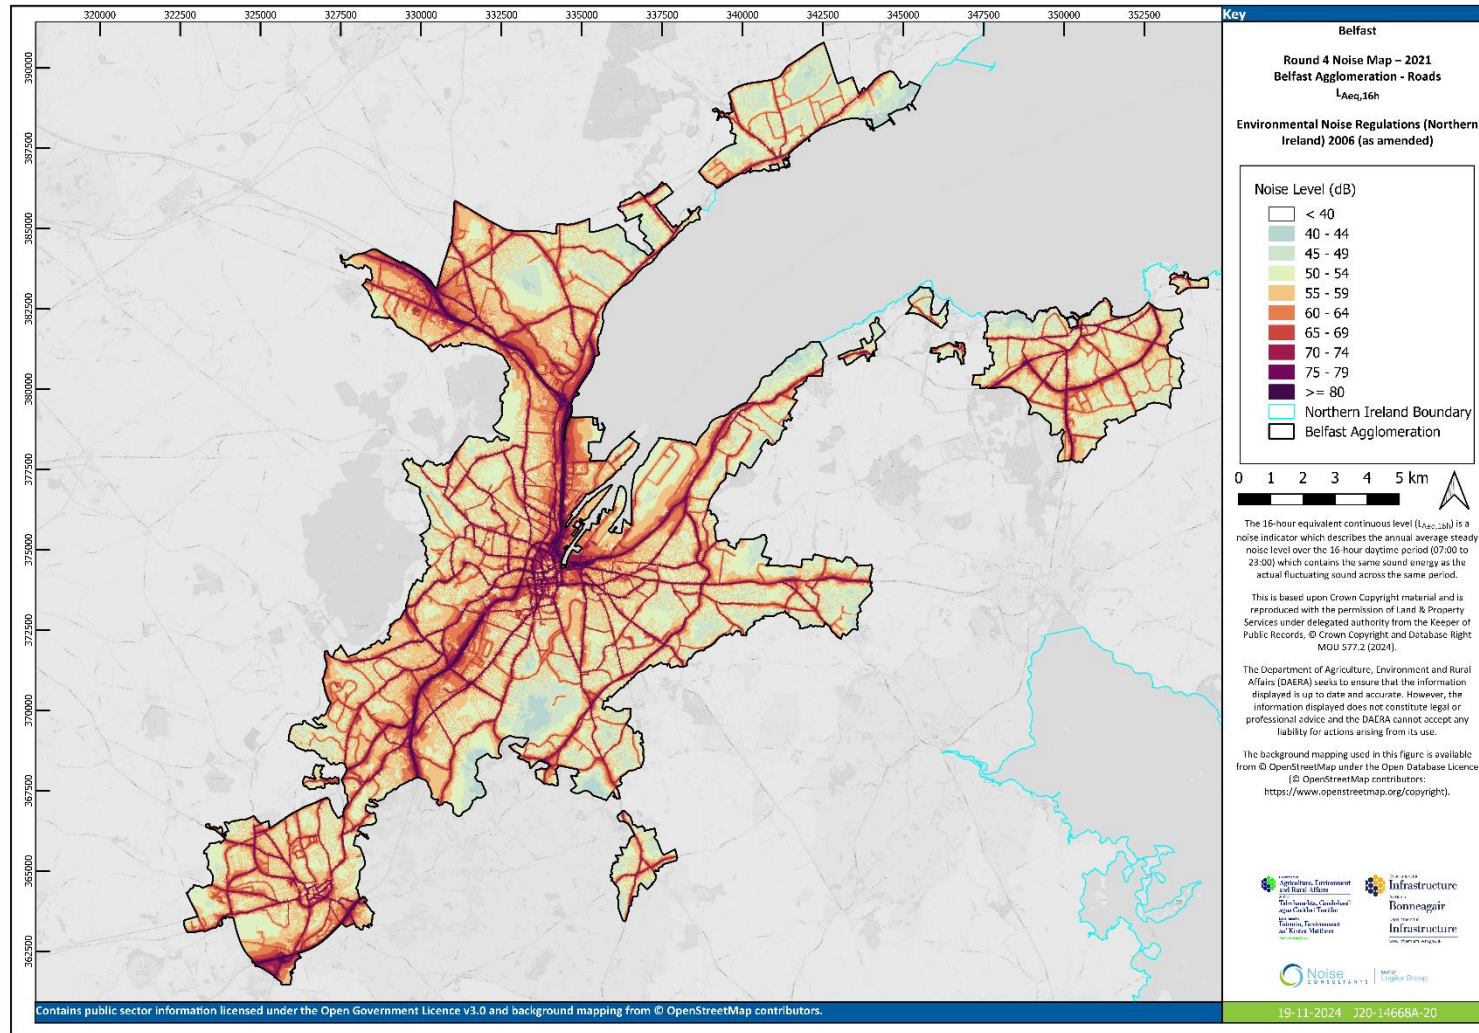 320000 322500 325000 327500 330000 332500 335000 337500 340000 342500 345000 347500 350000 352500
390000
387500
385000
382500
380000
377500
375000
372500
370000
367500
365000
362500
Contains public sector information licensed under the Open Government Licence v3.0 and background mapping from © OpenStreetMap contributors.
Key
Belfast
Round 4 Noise Map – 2021
Belfast Agglomeration - Roads
LAeq,16h
Environmental Noise Regulations (Northern
Ireland) 2006 (as amended)
Noise Level (dB)
< 40
40 - 44
45 - 49
50 - 54
55 - 59
60 - 64
65 - 69
70 - 74
75 - 79
>= 80
Northern Ireland Boundary
Belfast Agglomeration
0 1 2 3 4 5 km
The 16-hour equivalent continuous level (LAeq,16h) is a
noise indicator which describes the annual average steady
noise level over the 16-hour daytime period (07:00 to
23:00) which contains the same sound energy as the
actual fluctuating sound across the same period.
This is based upon Crown Copyright material and is
reproduced with the permission of Land & Property
Services under delegated authority from the Keeper of
Public Records, © Crown Copyright and Database Right
MOU 577.2 (2024).
The Department of Agriculture, Environment and Rural
Affairs (DAERA) seeks to ensure that the information
displayed is up to date and accurate. However, the
information displayed does not constitute legal or
professional advice and the DAERA cannot accept any
liability for actions arising from its use.
The background mapping used in this figure is available
from © OpenStreetMap under the Open Database Licence
(© OpenStreetMap contributors:
https://www.openstreetmap.org/copyright).
Agriculture, Environment
and Rural Affairs
Infrastructure
Bonneagair
Infrastructure
Noise
CONSULTANTS
Logika Group
19-11-2024 J20-14668A-20